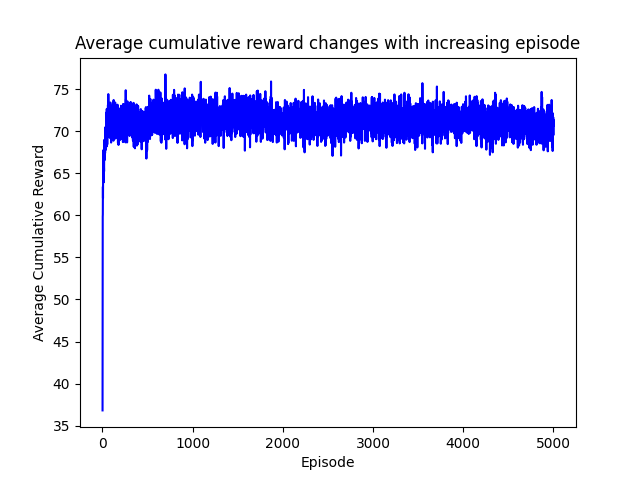 Average cumulative reward changes with increasing episode
75
70
65
60
55
50
45
40
35
Average Cumulative Reward
0 1000 2000 3000 4000 5000
Episode